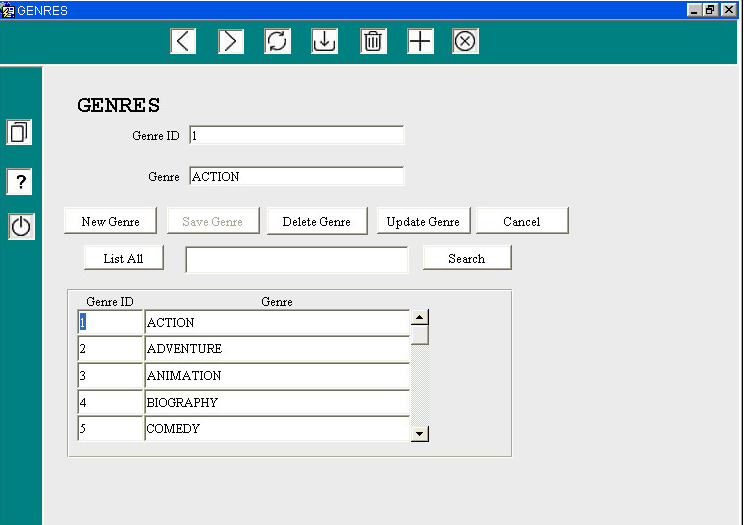 GENRES
GENRES
Genre ID 1
Genre ACTION
?
New Genre Save Genre Delete Genre Update Genre Cancel
List All Search
Genre ID Genre
1 ACTION
2 ADVENTURE
3 ANIMATION
4 BIOGRAPHY
5 COMEDY